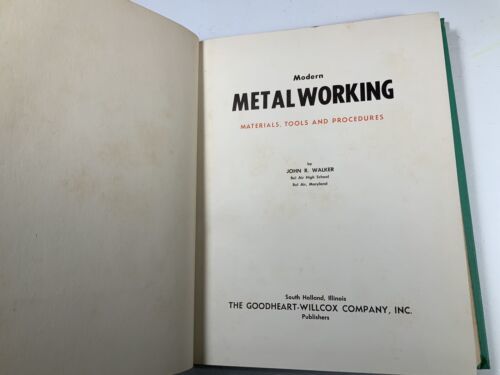 Modern
METALWORKING
MATERIALS, TOOLS AND PROCEDURES
by
JOHN R. WALKER
Bel Air High School
Bel Air, Maryland
South Holland, Illinois
THE GOODHEART-WILLCOX COMPANY, INC.
Publishers